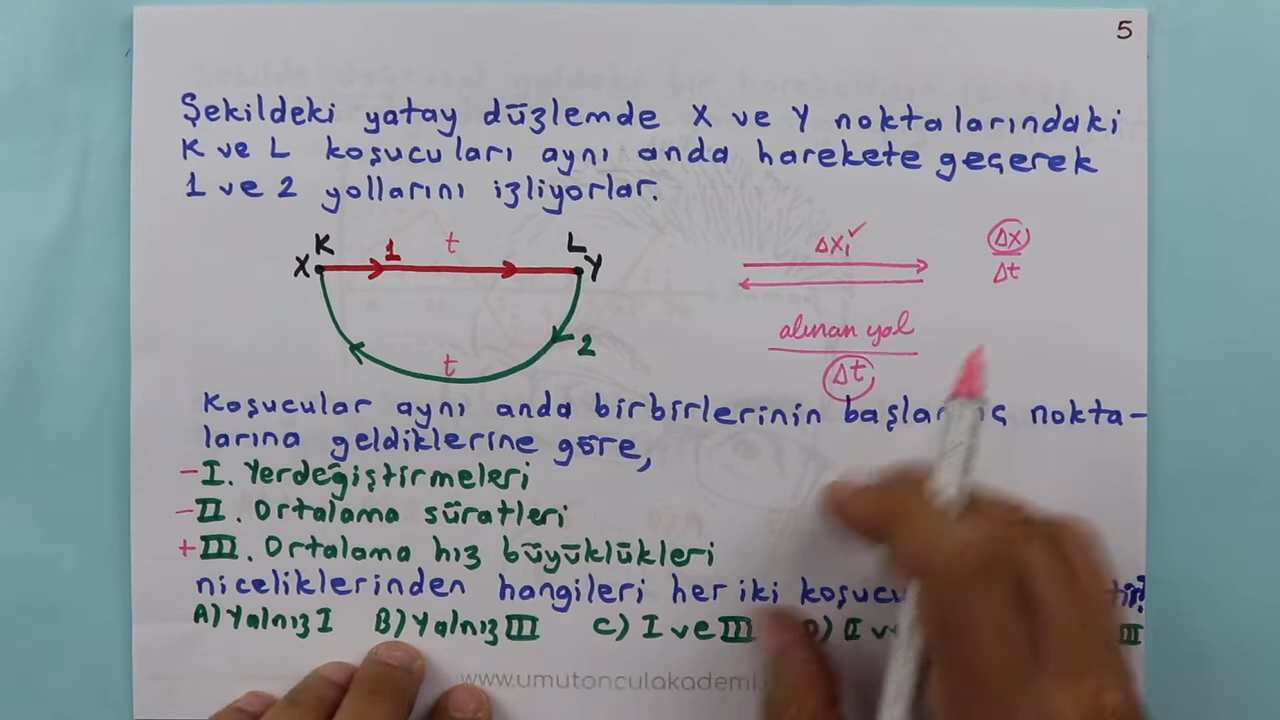 5
Şekildeki yatay düzlemde X ve Y noktalarındaki
K ve L koşucuları aynı anda harekete geçerek
1 ve 2 yollarını izliyorlar.
K 1 t L
X Y
2
t
Δx₁ ✓
Δx
Δt
alınan yol
Δt
Koşucular aynı anda birbirlerinin nokta-
larına geldiklerine göre,
- I. Yerdeğiştirmeleri
- II. Ortalama süratleri
+ III. Ortalama hız büyüklükleri
niceliklerinden hangileri her iki
A) Yalnız I B) Yalnız III C) I ve III D) III
www.umutonculakademi